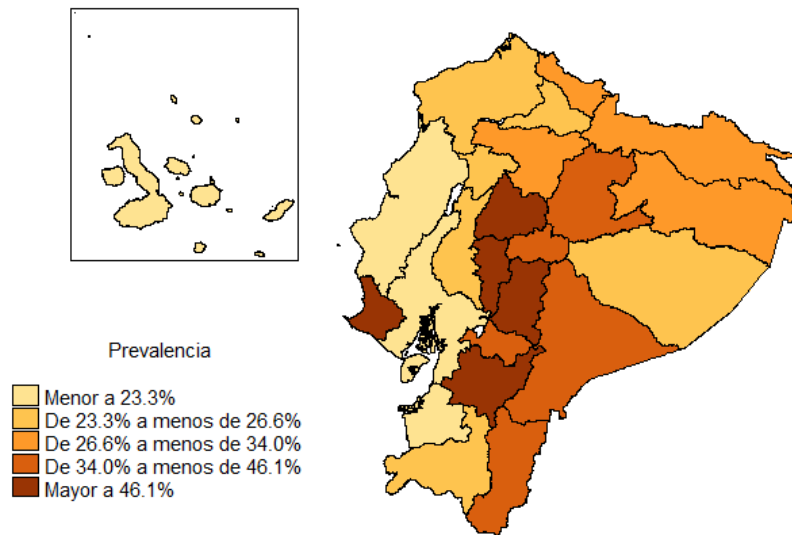 Prevalencia
Menor a 23.3%
De 23.3% a menos de 26.6%
De 26.6% a menos de 34.0%
De 34.0% a menos de 46.1%
Mayor a 46.1%